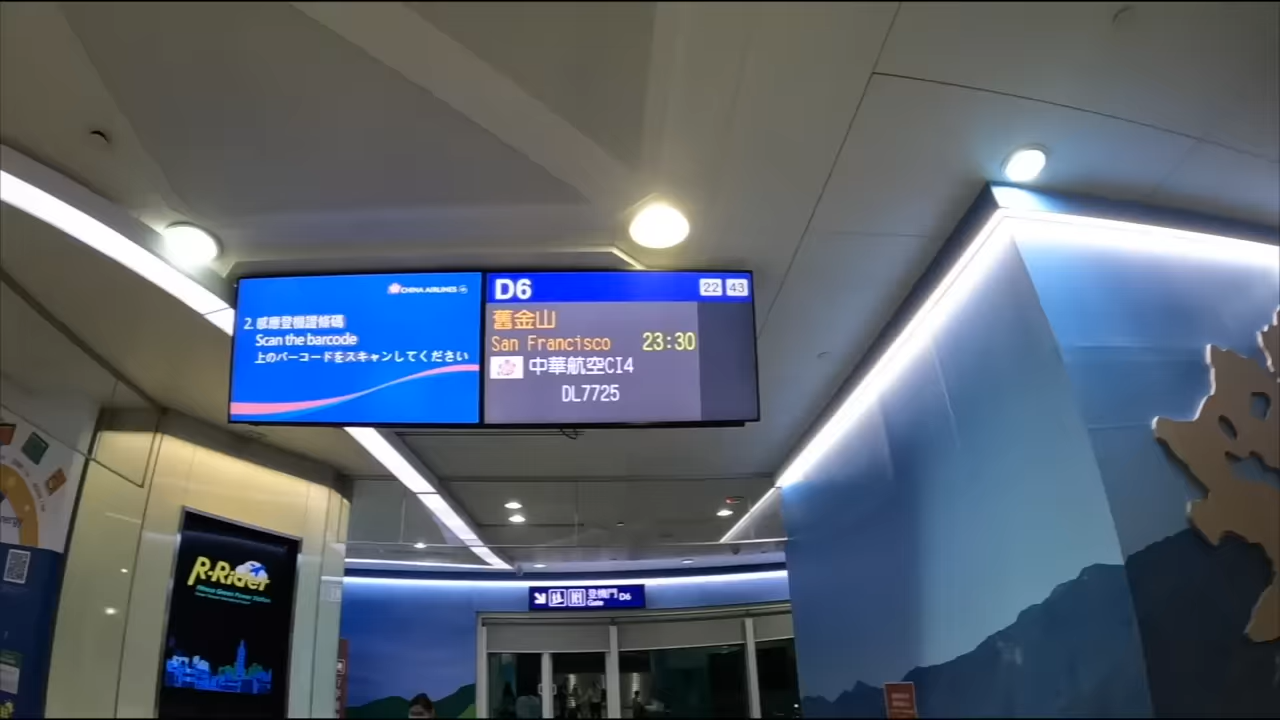 CHINA AIRLINES
2. 感應登機證條碼
Scan the barcode
上のバーコードをスキャンしてください
D6
22 43
舊金山
San Francisco 23:30
中華航空CI4
DL7725
R-Rider
登機門 D6
Gate
nergy